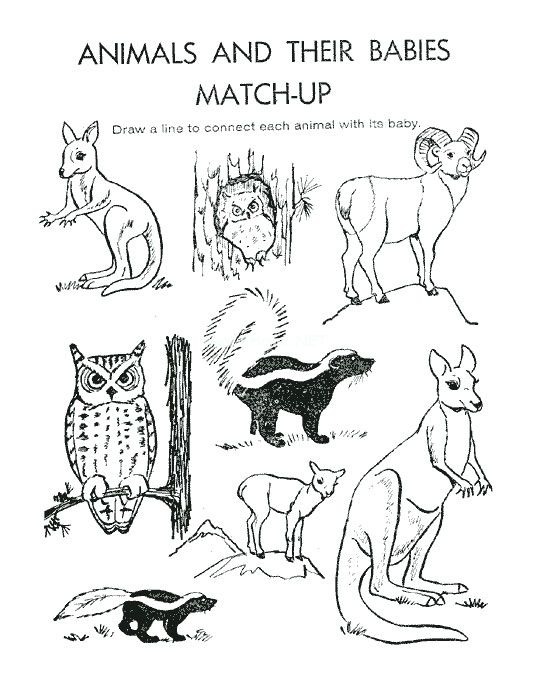 ANIMALS AND THEIR BABIES
MATCH-UP
Draw a line to connect each animal with its baby.